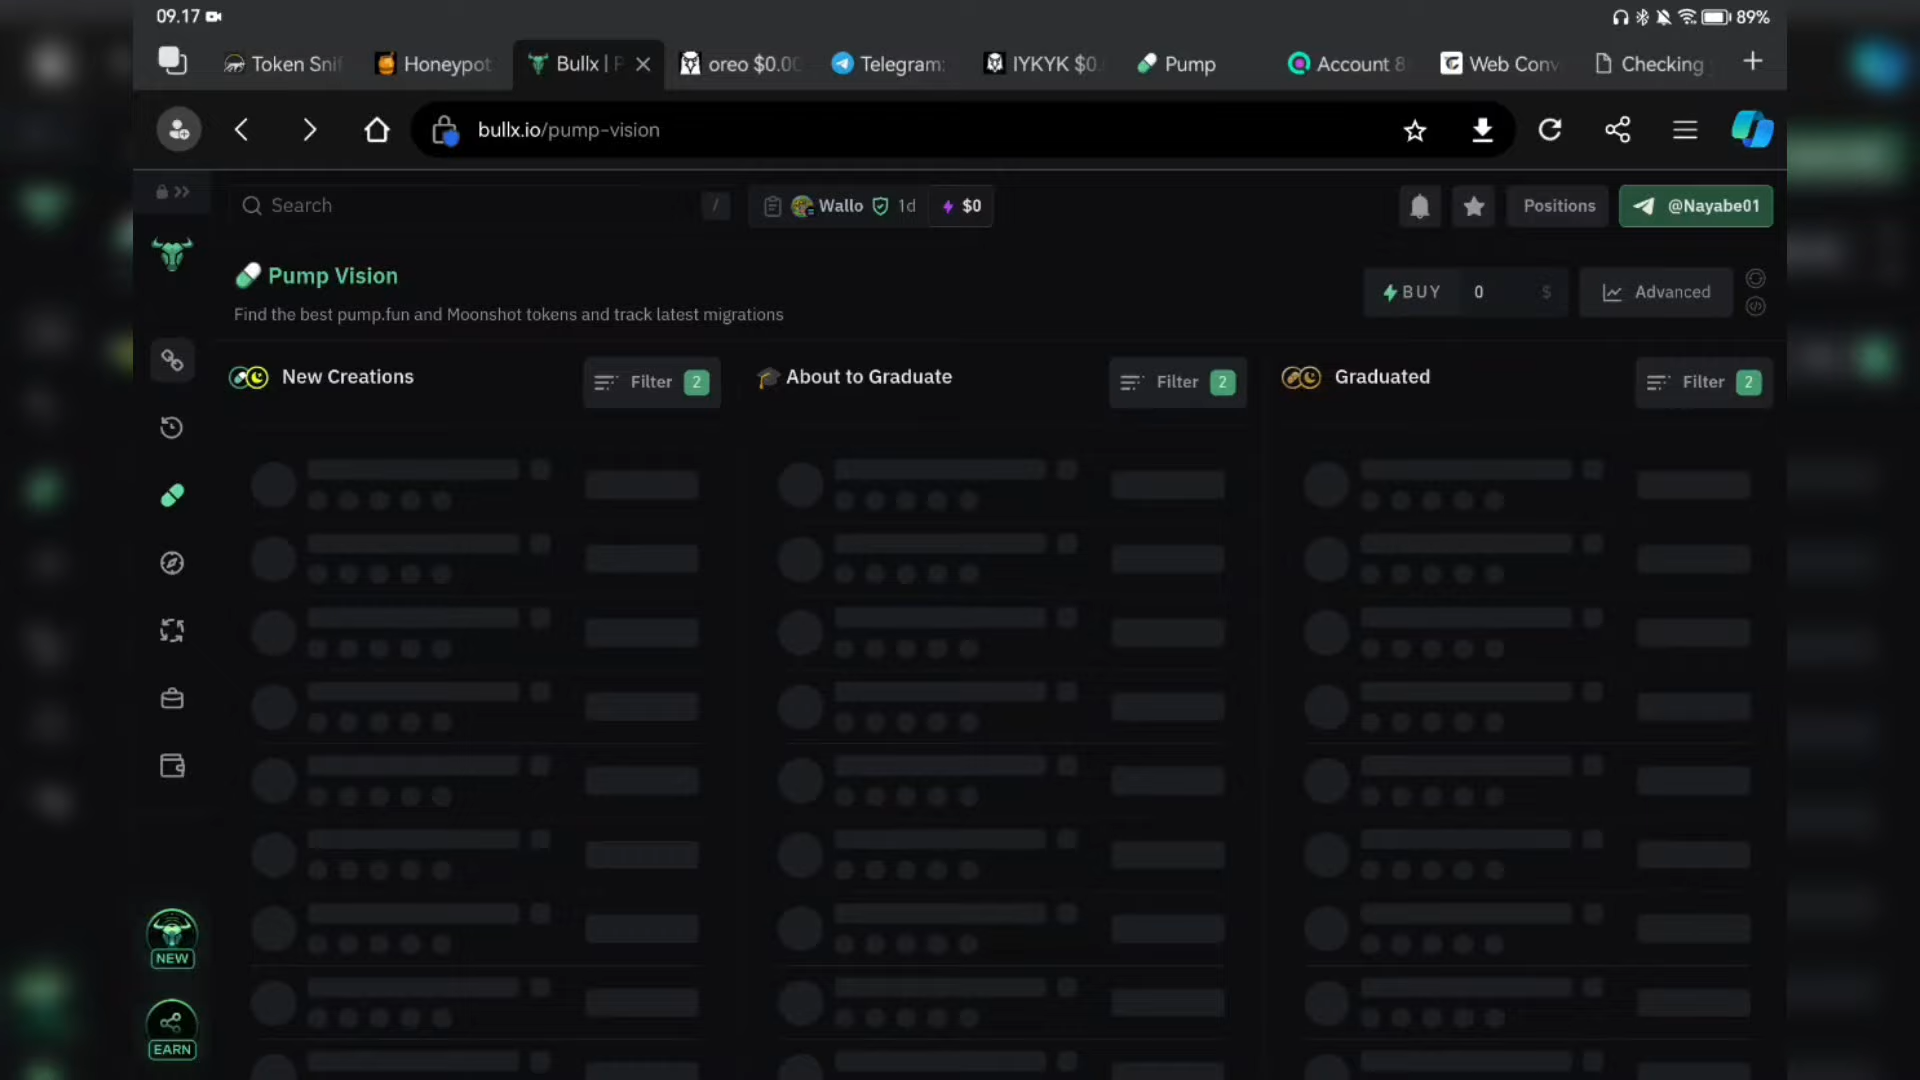 09.17
89%
Token Snif
Honeypot
Bullx | P
oreo $0.00
Telegram:
IYKYK $0.
Pump
Account 8
Web Conv
Checking
bullx.io/pump-vision
Search
/
Wallo
1d
$0
Positions
@Nayabe01
Pump Vision
Find the best pump.fun and Moonshot tokens and track latest migrations
BUY
0
$
Advanced
New Creations
Filter
2
About to Graduate
Filter
2
Graduated
Filter
2
NEW
EARN